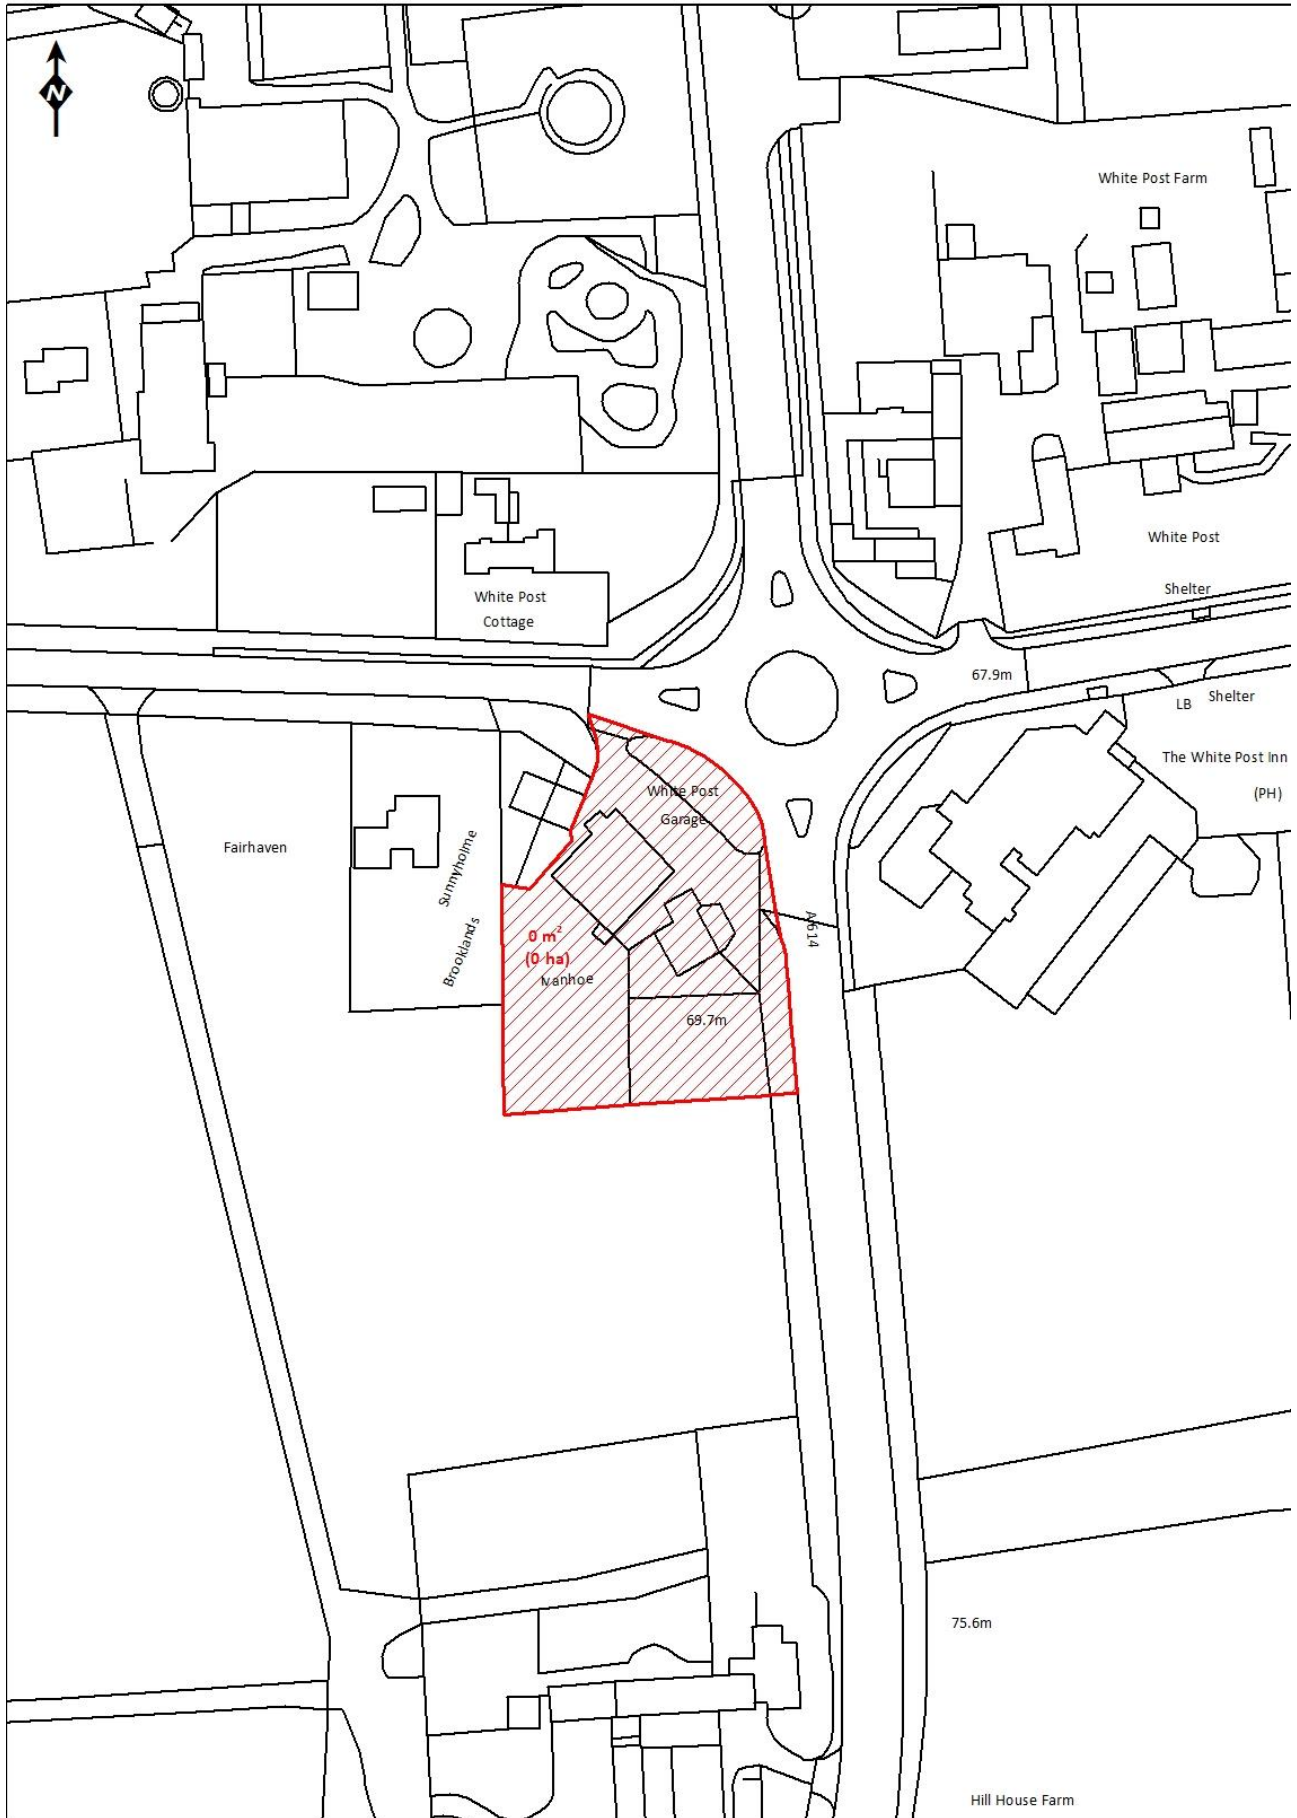 N
White Post Farm
White Post
Shelter
White Post
Cottage
67.9m
LB
Shelter
The White Post Inn
(PH)
White Post
Garage
Fairhaven
Sunnyholme
Brooklands
A 614
0 m²
(0 ha)
Ivanhoe
69.7m
75.6m
Hill House Farm